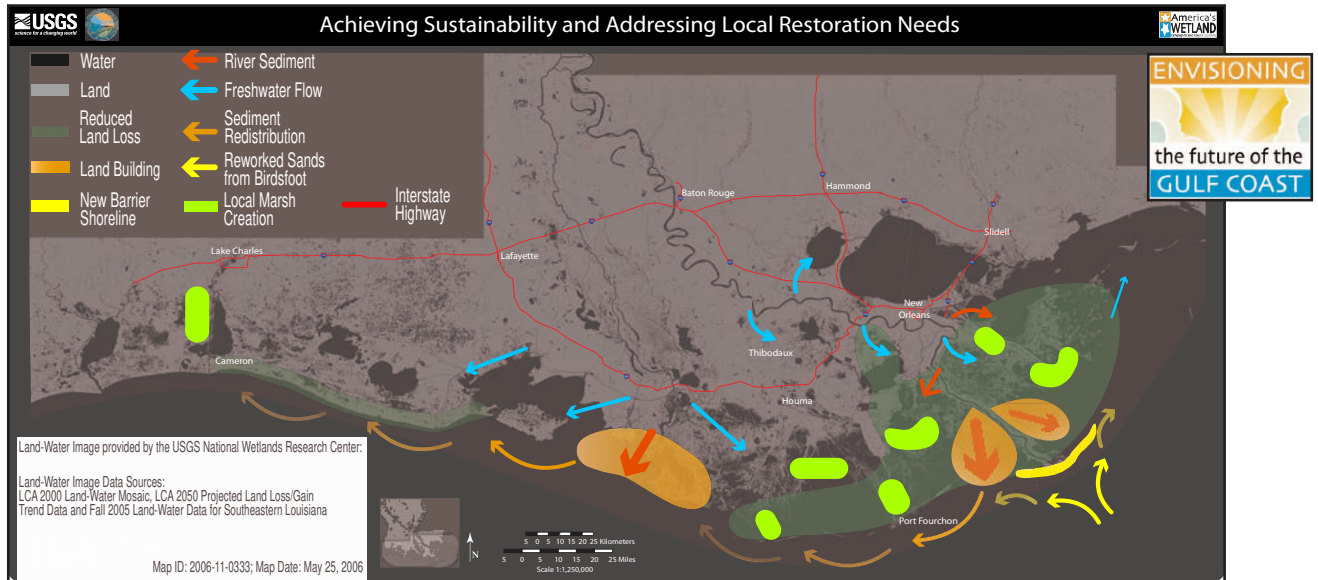 USGS
science for a changing world
Achieving Sustainability and Addressing Local Restoration Needs
America's
WETLAND
ENVISIONING
the future of the
GULF COAST
Water
Land
Reduced
Land Loss
Land Building
New Barrier
Shoreline
River Sediment
Freshwater Flow
Sediment
Redistribution
Reworked Sands
from Birdsfoot
Local Marsh
Creation
Interstate
Highway
Baton Rouge
Hammond
Slidell
Lake Charles
Lafayette
New
Orleans
Thibodaux
Cameron
Houma
Port Fourchon
Land-Water Image provided by the USGS National Wetlands Research Center:
Land-Water Image Data Sources:
LCA 2000 Land-Water Mosaic, LCA 2050 Projected Land Loss/Gain
Trend Data and Fall 2005 Land-Water Data for Southeastern Louisiana
Map ID: 2006-11-0333; Map Date: May 25, 2006
N
5 0 5 10 15 20 25 Kilometers
5 0 5 10 15 20 25 Miles
Scale 1:1,250,000